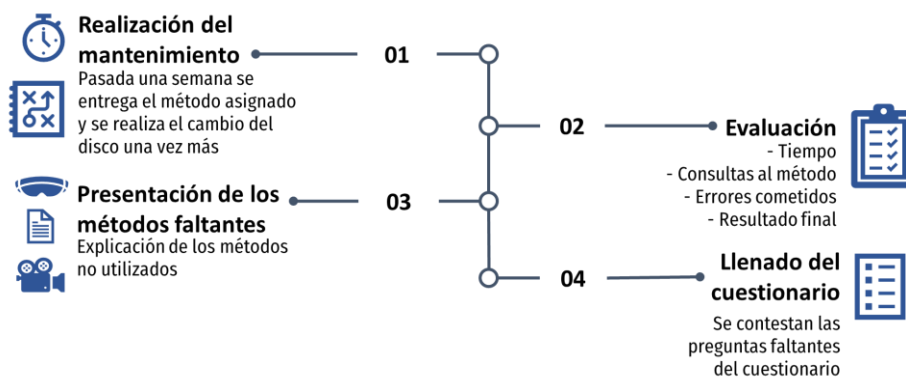 Realización del
mantenimiento
01
Pasada una semana se
entrega el método asignado
y se realiza el cambio del
disco una vez más
02
Evaluación
- Tiempo
- Consultas al método
- Errores cometidos
- Resultado final
Presentación de los
métodos faltantes
03
Explicación de los métodos
no utilizados
04
Llenado del
cuestionario
Se contestan las
preguntas faltantes
del cuestionario